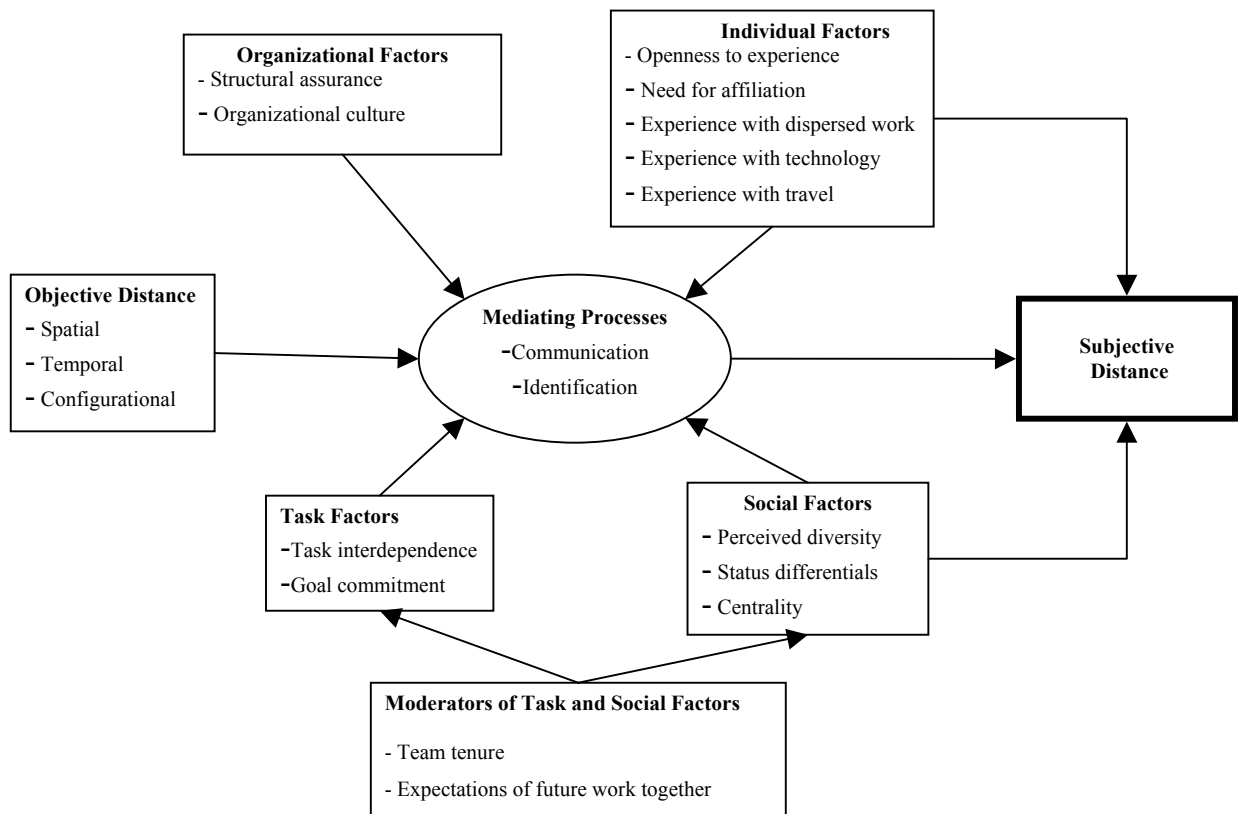 Organizational Factors
- Structural assurance
- Organizational culture
Individual Factors
- Openness to experience
- Need for affiliation
- Experience with dispersed work
- Experience with technology
- Experience with travel
Objective Distance
- Spatial
- Temporal
- Configurational
Mediating Processes
-Communication
-Identification
Subjective
Distance
Task Factors
-Task interdependence
-Goal commitment
Social Factors
- Perceived diversity
- Status differentials
- Centrality
Moderators of Task and Social Factors
- Team tenure
- Expectations of future work together